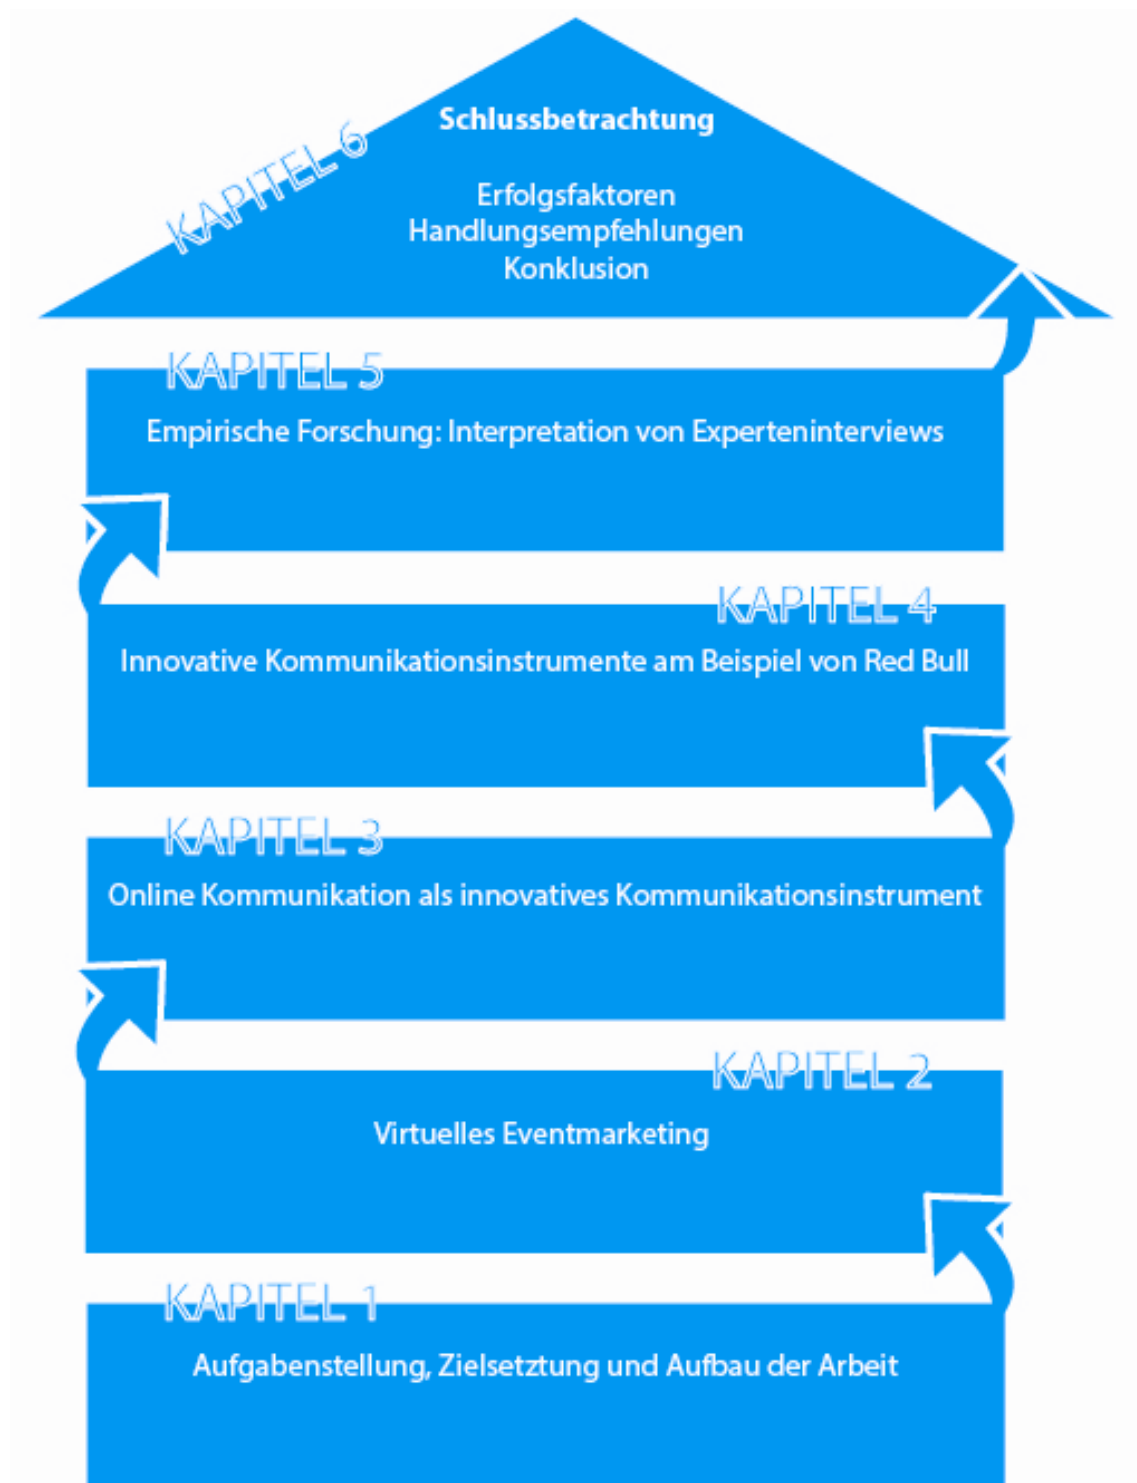 KAPITEL 6
Schlussbetrachtung
Erfolgsfaktoren
Handlungsempfehlungen
Konklusion
KAPITEL 5
Empirische Forschung: Interpretation von Experteninterviews
KAPITEL 4
Innovative Kommunikationsinstrumente am Beispiel von Red Bull
KAPITEL 3
Online Kommunikation als innovatives Kommunikationsinstrument
KAPITEL 2
Virtuelles Eventmarketing
KAPITEL 1
Aufgabenstellung, Zielsetztung und Aufbau der Arbeit